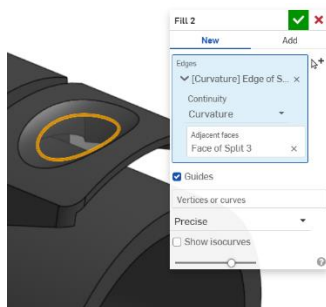 Fill 2
New Add
Edges
[Curvature] Edge of S...
Continuity
Curvature
Adjacent faces
Face of Split 3
Guides
Vertices or curves
Precise
Show isocurves